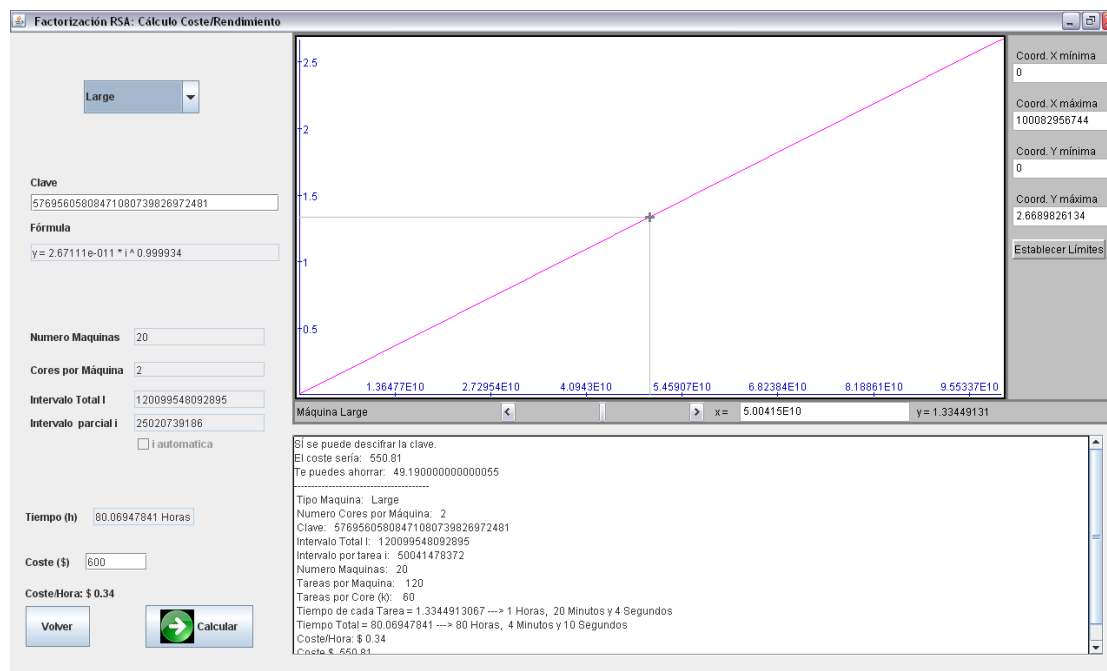 Factorización RSA: Cálculo Coste/Rendimiento
Large
Clave
5769560580847108073982697 2481
Fórmula
y = 2.67111e-011 * i ^ 0.999934
Numero Maquinas 20
Cores por Máquina 2
Intervalo Total I 120099548092895
Intervalo parcial i 25020739186
i automatica
Tiempo (h) 80.06947841 Horas
Coste ($) 600
Coste/Hora: $ 0.34
Volver
Calcular
2.5
2
1.5
1
0.5
1.36477E10 2.72954E10 4.0943E10 5.45907E10 6.82384E10 8.18861E10 9.55337E10
Máquina Large x = 5.00415E10 y = 1.33449131
Coord. X mínima
0
Coord. X máxima
100082956744
Coord. Y mínima
0
Coord. Y máxima
2.6689826134
Establecer Límites
SÍ se puede descifrar la clave.
El coste sería: 550.81
Te puedes ahorrar: 49.190000000000055
---------------------------------------
Tipo Maquina: Large
Numero Cores por Máquina: 2
Clave: 57695605808471080739826972481
Intervalo Total I: 120099548092895
Intervalo por tarea i: 50041478372
Numero Maquinas: 20
Tareas por Maquina: 120
Tareas por Core (k): 60
Tiempo de cada Tarea = 1.3344913067 ---> 1 Horas, 20 Minutos y 4 Segundos
Tiempo Total = 80.06947841 ---> 80 Horas, 4 Minutos y 10 Segundos
Coste/Hora: $ 0.34
Coste $ 550.81